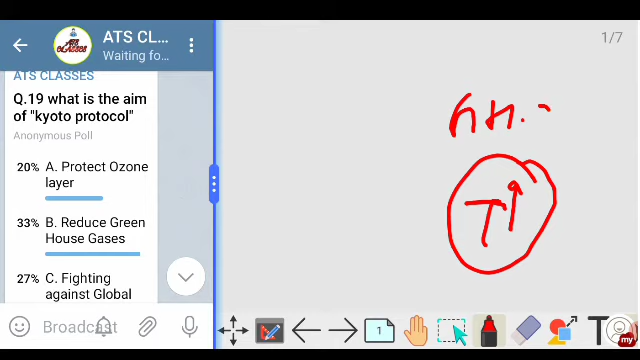 ATS CL...
Waiting fo...
1/7
ATS CLASSES
Q.19 what is the aim
of "kyoto protocol"
Anonymous Poll
20% A. Protect Ozone
layer
33% B. Reduce Green
House Gases
27% C. Fighting
against Global
Broadcast
T↑
1
T
my